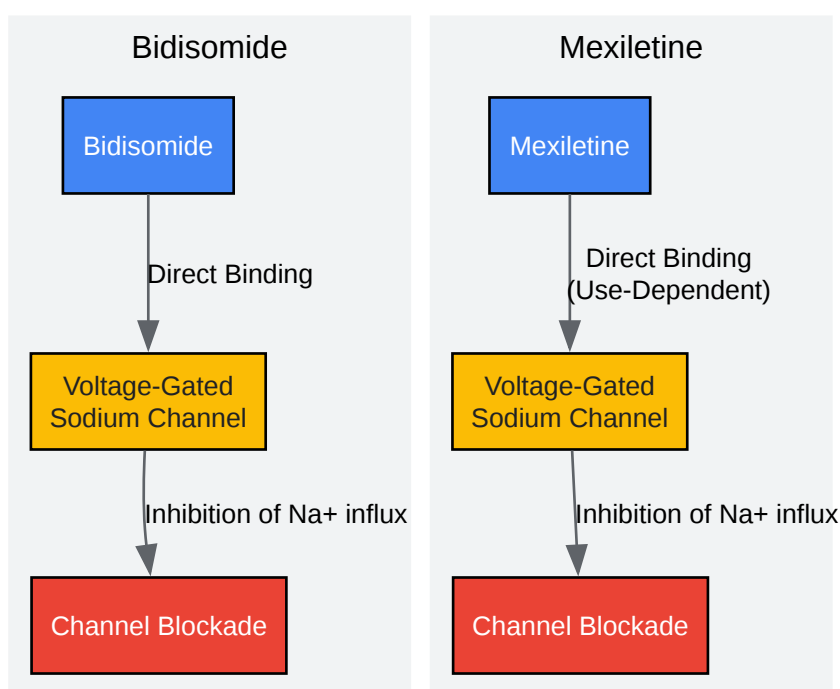 Bidisomide
Bidisomide
Direct Binding
Voltage-Gated
Sodium Channel
Inhibition of Na+ influx
Channel Blockade
Mexiletine
Mexiletine
Direct Binding
(Use-Dependent)
Voltage-Gated
Sodium Channel
Inhibition of Na+ influx
Channel Blockade